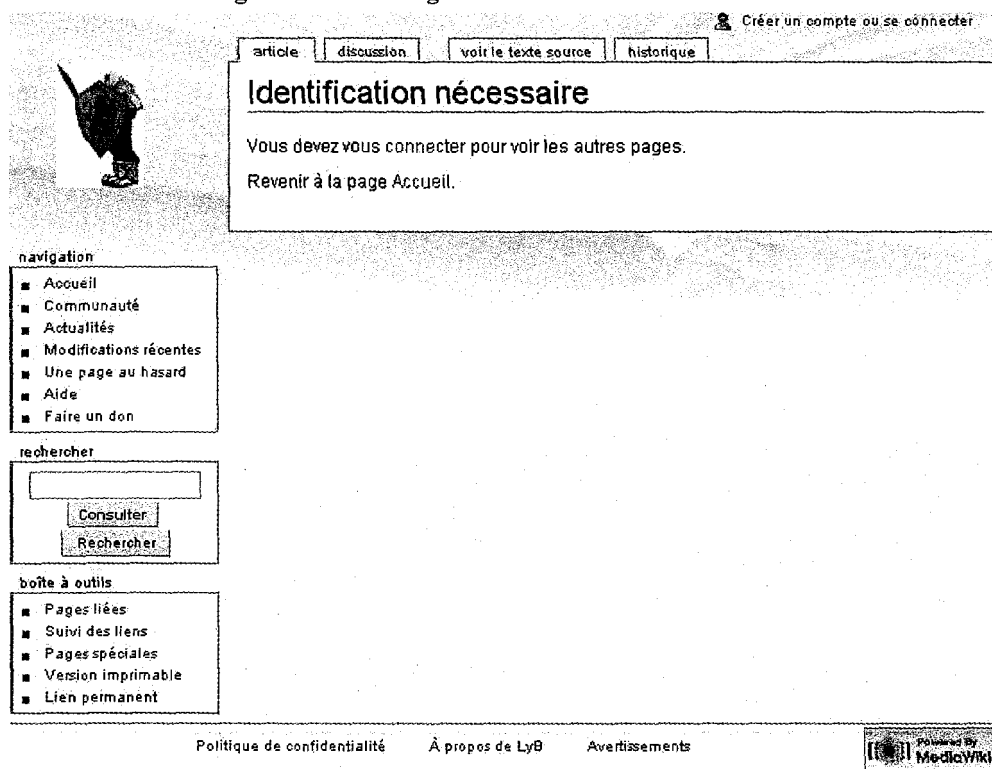 Créer un compte ou se connecter
article discussion voir le texte source historique
Identification nécessaire
Vous devez vous connecter pour voir les autres pages.
Revenir à la page Accueil.
navigation
Accueil
Communauté
Actualités
Modifications récentes
Une page au hasard
Aide
Faire un don
rechercher
Consulter
Rechercher
boîte à outils
Pages liées
Suivi des liens
Pages spéciales
Version imprimable
Lien permanent
Politique de confidentialité À propos de LyB Avertissements
Powered By
MediaWiki